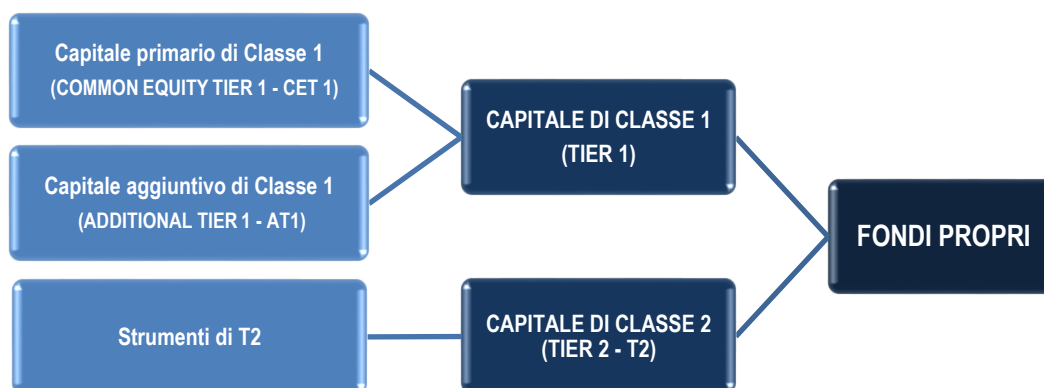 Capitale primario di Classe 1
(COMMON EQUITY TIER 1 - CET 1)
Capitale aggiuntivo di Classe 1
(ADDITIONAL TIER 1 - AT1)
Strumenti di T2
CAPITALE DI CLASSE 1
(TIER 1)
CAPITALE DI CLASSE 2
(TIER 2 - T2)
FONDI PROPRI